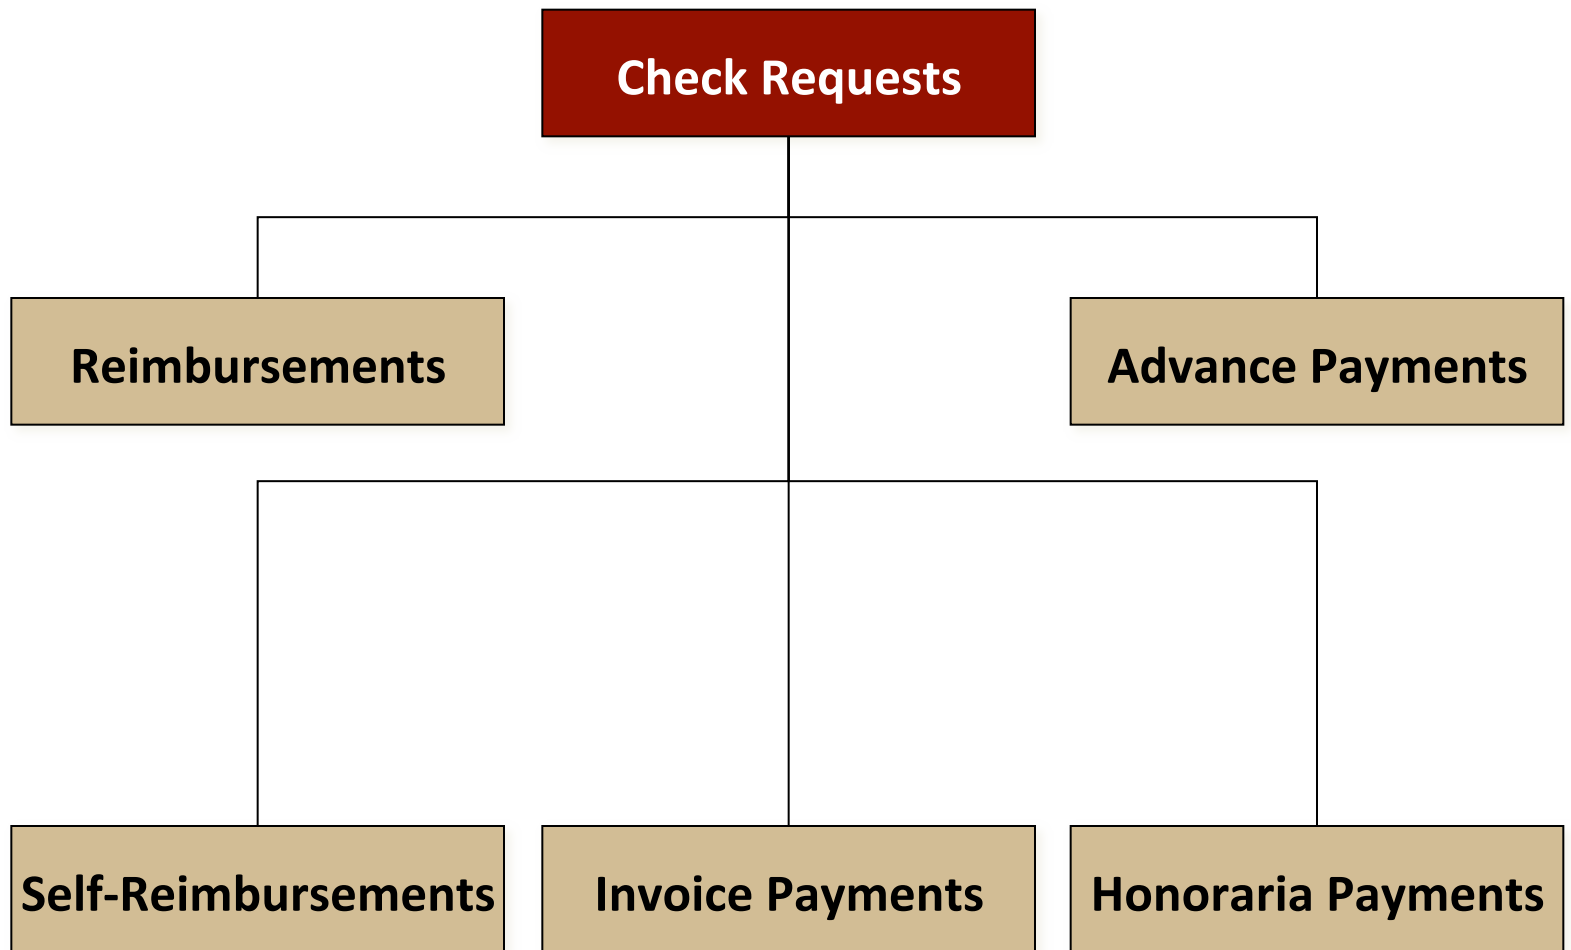 Check Requests
Reimbursements
Advance Payments
Self-Reimbursements
Invoice Payments
Honoraria Payments